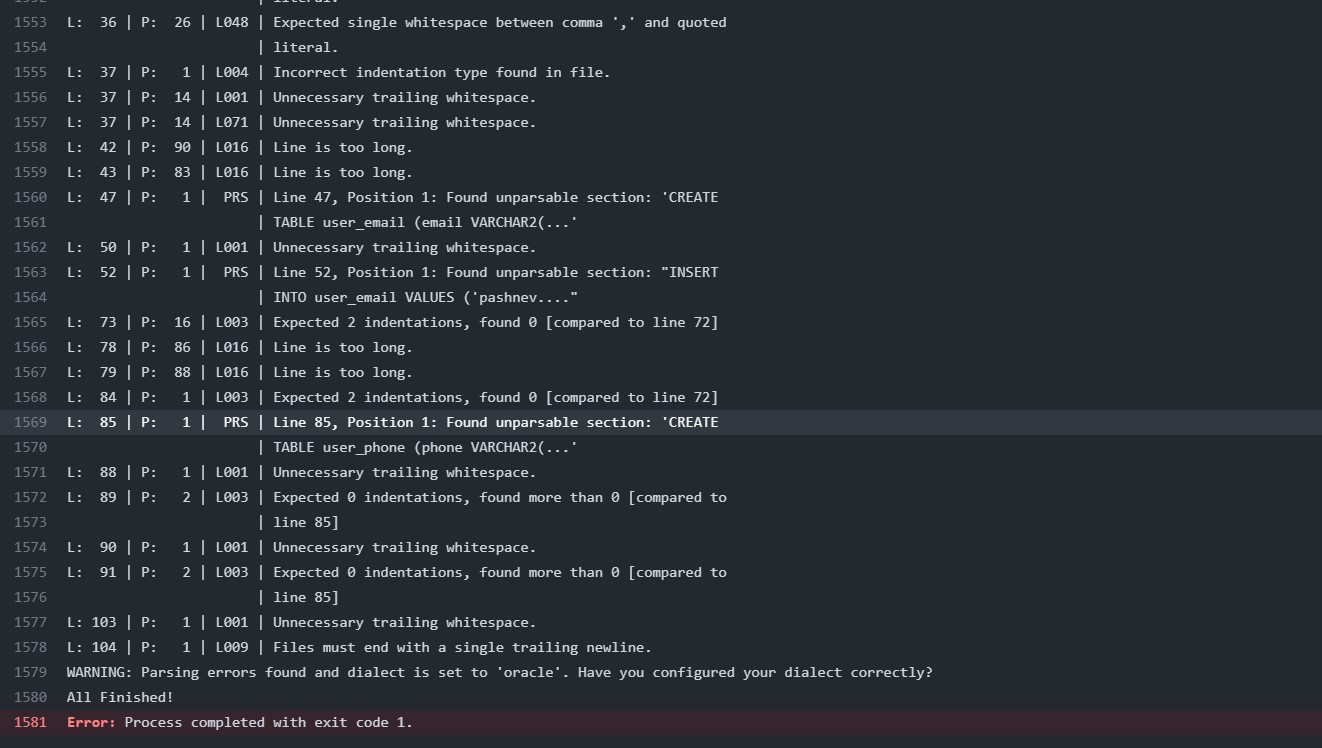 | literal.
1553 L:  36 | P:  26 | L048 | Expected single whitespace between comma ',' and quoted
1554                        | literal.
1555 L:  37 | P:   1 | L004 | Incorrect indentation type found in file.
1556 L:  37 | P:  14 | L001 | Unnecessary trailing whitespace.
1557 L:  37 | P:  14 | L071 | Unnecessary trailing whitespace.
1558 L:  42 | P:  90 | L016 | Line is too long.
1559 L:  43 | P:  83 | L016 | Line is too long.
1560 L:  47 | P:   1 |  PRS | Line 47, Position 1: Found unparsable section: 'CREATE
1561                        | TABLE user_email (email VARCHAR2(...'
1562 L:  50 | P:   1 | L001 | Unnecessary trailing whitespace.
1563 L:  52 | P:   1 |  PRS | Line 52, Position 1: Found unparsable section: "INSERT
1564                        | INTO user_email VALUES ('pashnev...."
1565 L:  73 | P:  16 | L003 | Expected 2 indentations, found 0 [compared to line 72]
1566 L:  78 | P:  86 | L016 | Line is too long.
1567 L:  79 | P:  88 | L016 | Line is too long.
1568 L:  84 | P:   1 | L003 | Expected 2 indentations, found 0 [compared to line 72]
1569 L:  85 | P:   1 |  PRS | Line 85, Position 1: Found unparsable section: 'CREATE
1570                        | TABLE user_phone (phone VARCHAR2(...'
1571 L:  88 | P:   1 | L001 | Unnecessary trailing whitespace.
1572 L:  89 | P:   2 | L003 | Expected 0 indentations, found more than 0 [compared to
1573                        | line 85]
1574 L:  90 | P:   1 | L001 | Unnecessary trailing whitespace.
1575 L:  91 | P:   2 | L003 | Expected 0 indentations, found more than 0 [compared to
1576                        | line 85]
1577 L: 103 | P:   1 | L001 | Unnecessary trailing whitespace.
1578 L: 104 | P:   1 | L009 | Files must end with a single trailing newline.
1579 WARNING: Parsing errors found and dialect is set to 'oracle'. Have you configured your dialect correctly?
1580 All Finished!
1581 Error: Process completed with exit code 1.